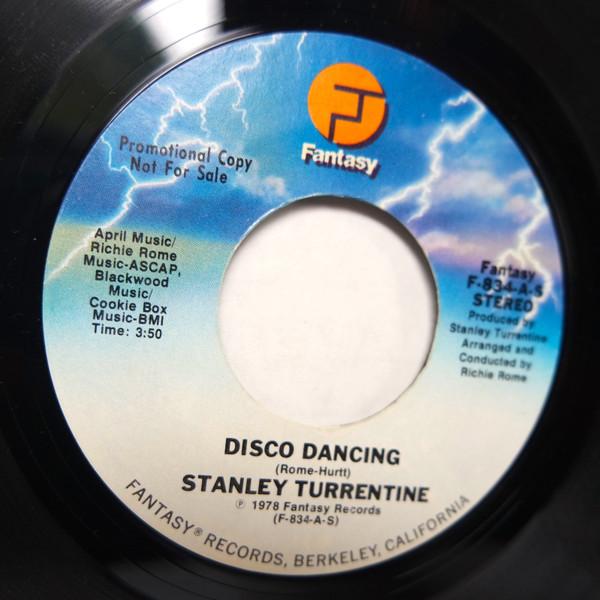 Fantasy
Promotional Copy
Not For Sale
April Music/
Richie Rome
Music-ASCAP,
Blackwood
Music/
Cookie Box
Music-BMI
Time: 3:50
Fantasy
F-834-A-S
STEREO
Produced by
Stanley Turrentine
Arranged and
Conducted by
Richie Rome
DISCO DANCING
(Rome-Hurtt)
STANLEY TURRENTINE
℗ 1978 Fantasy Records
(F-834-A-S)
FANTASY® RECORDS, BERKELEY, CALIFORNIA